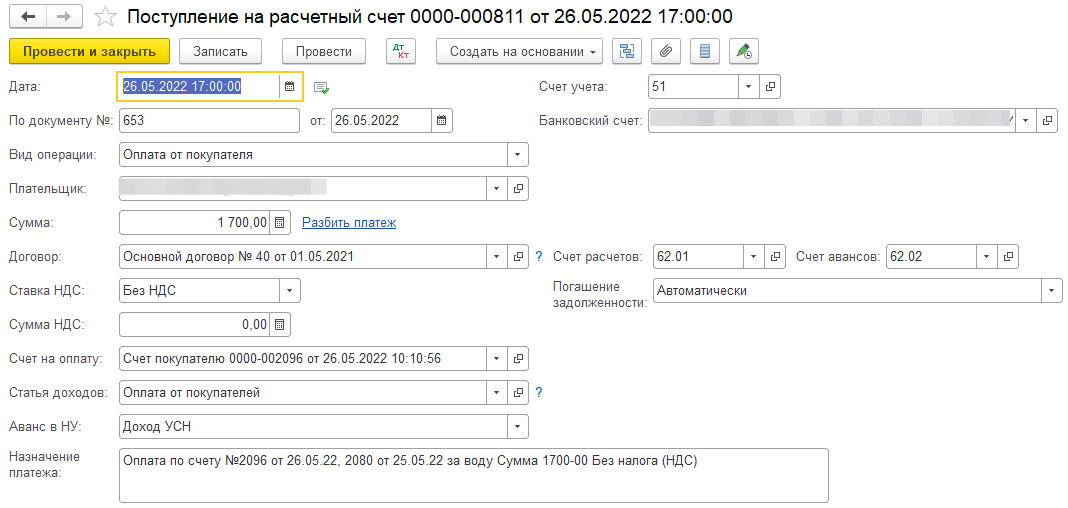 Поступление на расчетный счет 0000-000811 от 26.05.2022 17:00:00
Провести и закрыть Записать Провести Дт Кт Создать на основании
Дата: 26.05.2022 17:00:00 Счет учета: 51
По документу №: 653 от: 26.05.2022 Банковский счет:
Вид операции: Оплата от покупателя
Плательщик:
Сумма: 1 700,00 Разбить платеж
Договор: Основной договор № 40 от 01.05.2021 ? Счет расчетов: 62.01 Счет авансов: 62.02
Ставка НДС: Без НДС Погашение задолженности: Автоматически
Сумма НДС: 0,00
Счет на оплату: Счет покупателю 0000-002096 от 26.05.2022 10:10:56
Статья доходов: Оплата от покупателей ?
Аванс в НУ: Доход УСН
Назначение платежа: Оплата по счету №2096 от 26.05.22, 2080 от 25.05.22 за воду Сумма 1700-00 Без налога (НДС)